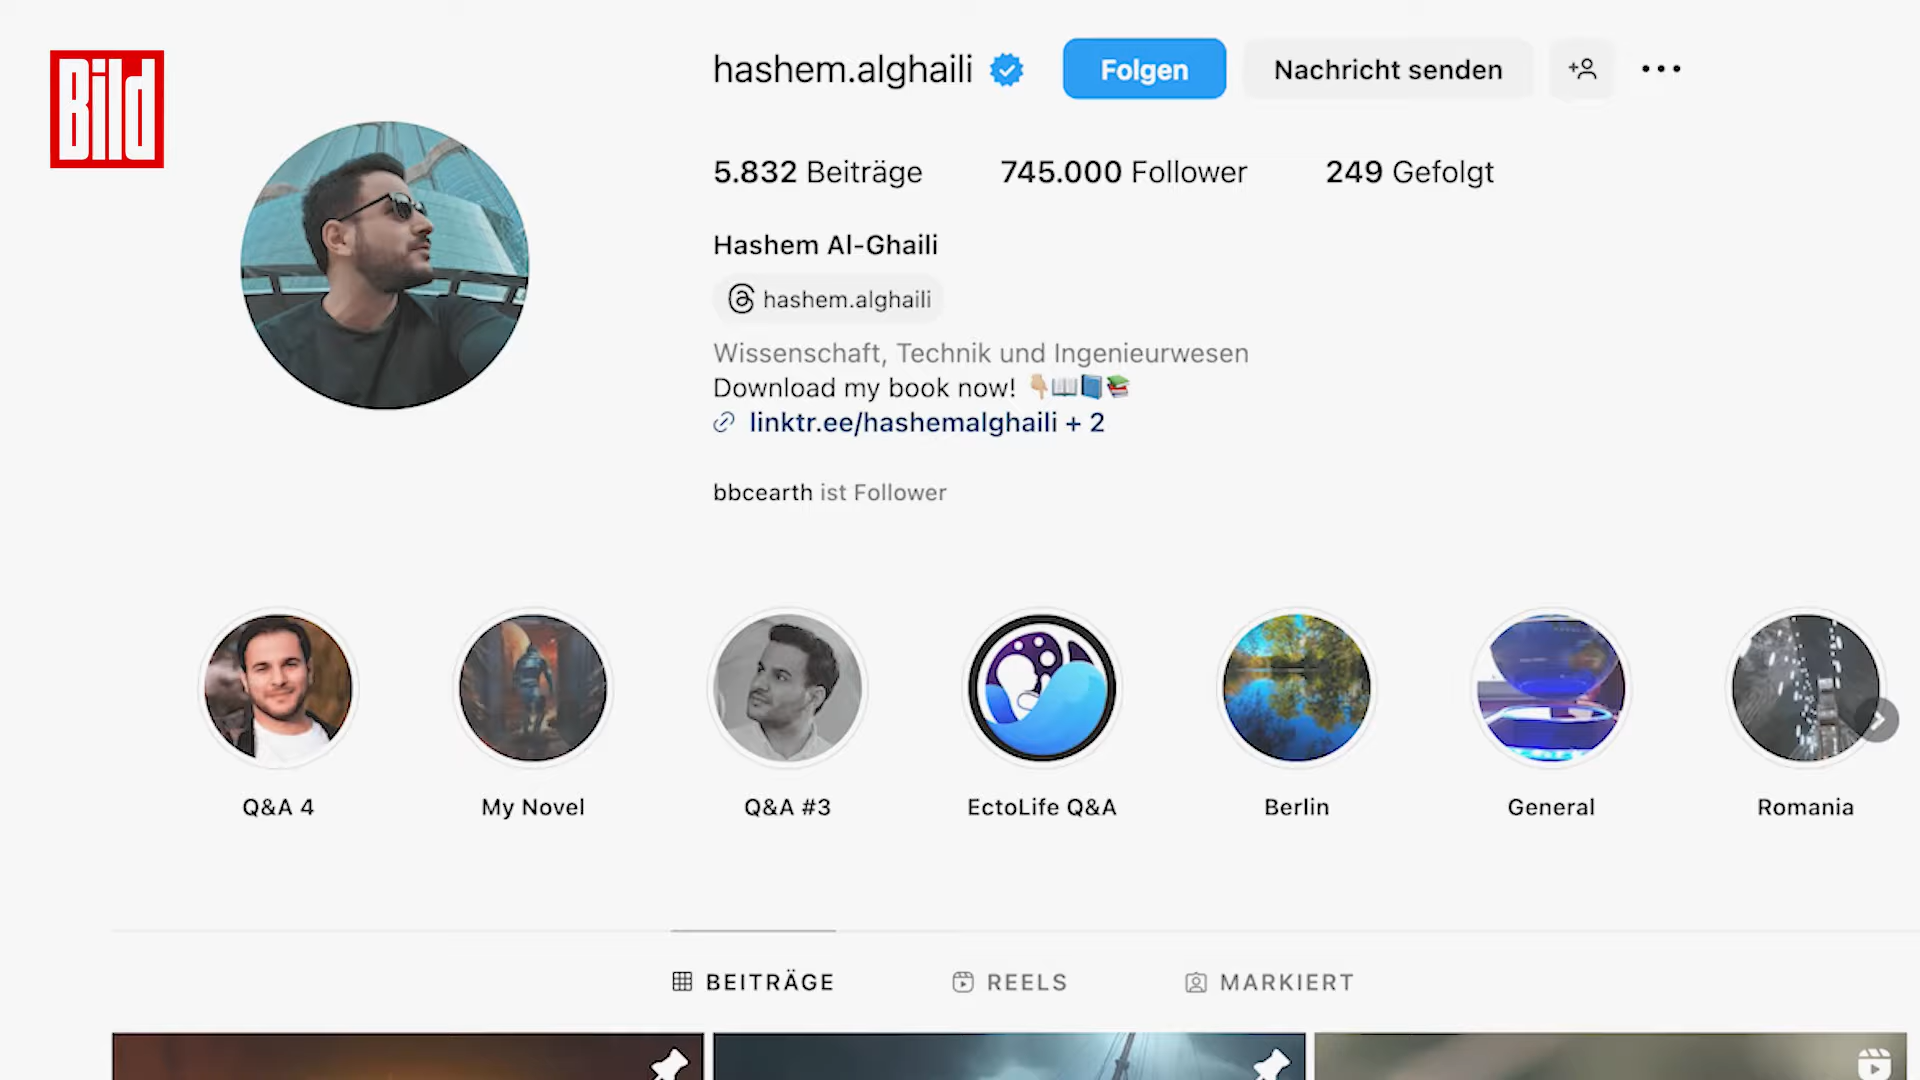 Bild
hashem.alghaili
Folgen
Nachricht senden
5.832 Beiträge
745.000 Follower
249 Gefolgt
Hashem Al-Ghaili
hashem.alghaili
Wissenschaft, Technik und Ingenieurwesen
Download my book now! 👇🏼📖📘📚
linktr.ee/hashemalghaili + 2
bbcearth ist Follower
Q&A 4
My Novel
Q&A #3
EctoLife Q&A
Berlin
General
Romania
BEITRÄGE
REELS
MARKIERT